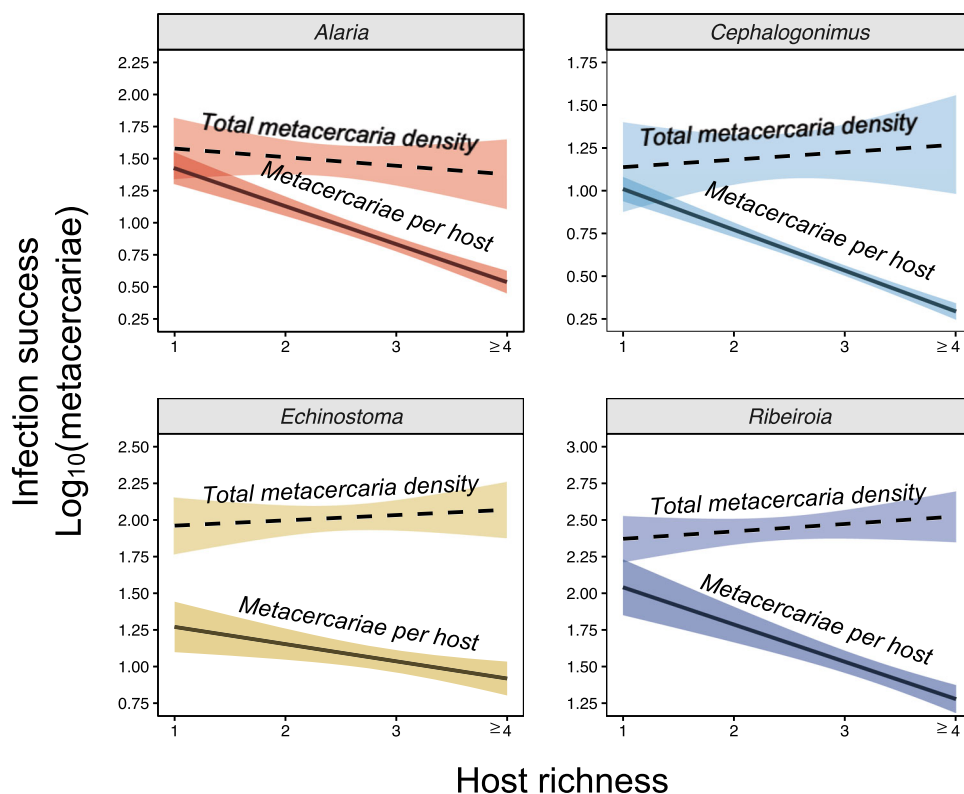 Infection success
Log₁₀(metacercariae)
Alaria
2.25
2.00
1.75
1.50
1.25
1.00
0.75
0.50
0.25
Total metacercaria density
Metacercariae per host
1 2 3 ≥ 4
Cephalogonimus
1.75
1.50
1.25
1.00
0.75
0.50
0.25
Total metacercaria density
Metacercariae per host
1 2 3 ≥ 4
Echinostoma
2.50
2.25
2.00
1.75
1.50
1.25
1.00
0.75
Total metacercaria density
Metacercariae per host
1 2 3 ≥ 4
Ribeiroia
3.00
2.75
2.50
2.25
2.00
1.75
1.50
1.25
Total metacercaria density
Metacercariae per host
1 2 3 ≥ 4
Host richness